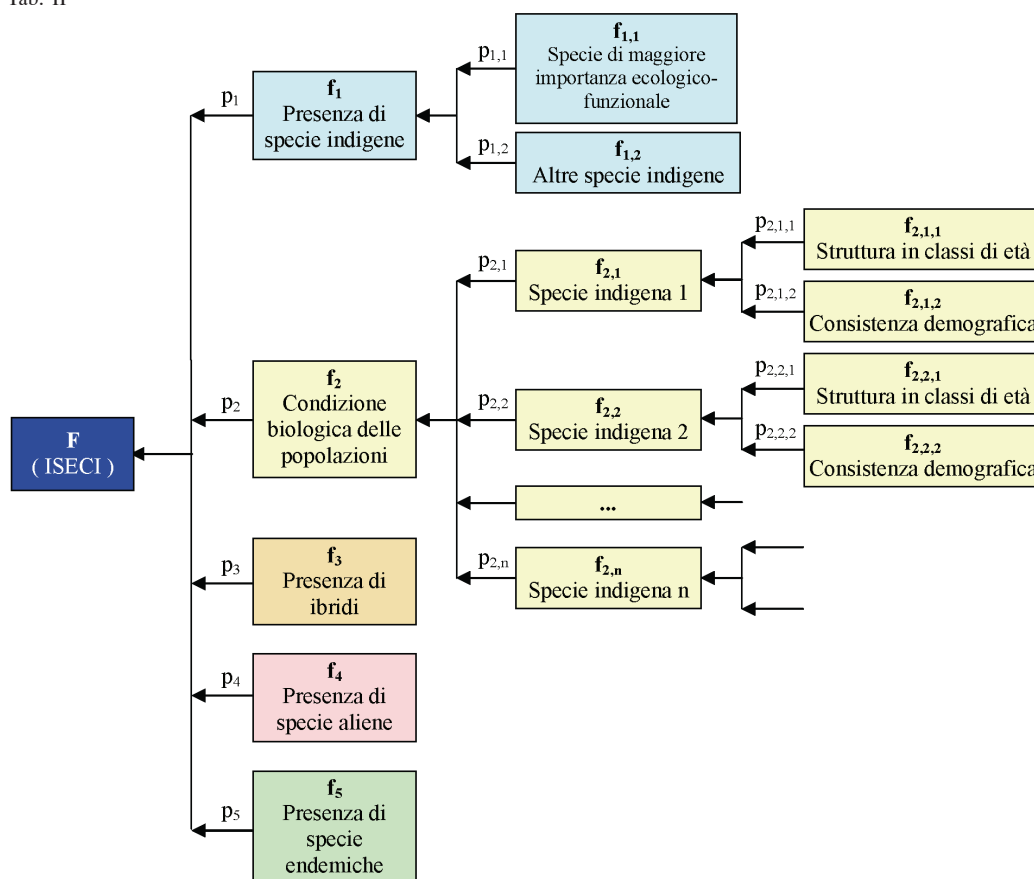 Tab. II
f1,1
Specie di maggiore
importanza ecologico-
funzionale
p1,1
f1
Presenza di
specie indigene
p1
p1,2
f1,2
Altre specie indigene
p2,1,1
f2,1,1
Struttura in classi di età
p2,1
f2,1
Specie indigena 1
p2,1,2
f2,1,2
Consistenza demografica
p2,2,1
f2,2,1
Struttura in classi di età
p2
f2
Condizione
biologica delle
popolazioni
p2,2
f2,2
Specie indigena 2
p2,2,2
f2,2,2
Consistenza demografica
F
( ISECI )
...
p2,n
f2,n
Specie indigena n
p3
f3
Presenza di
ibridi
p4
f4
Presenza di
specie aliene
p5
f5
Presenza di
specie
endemiche